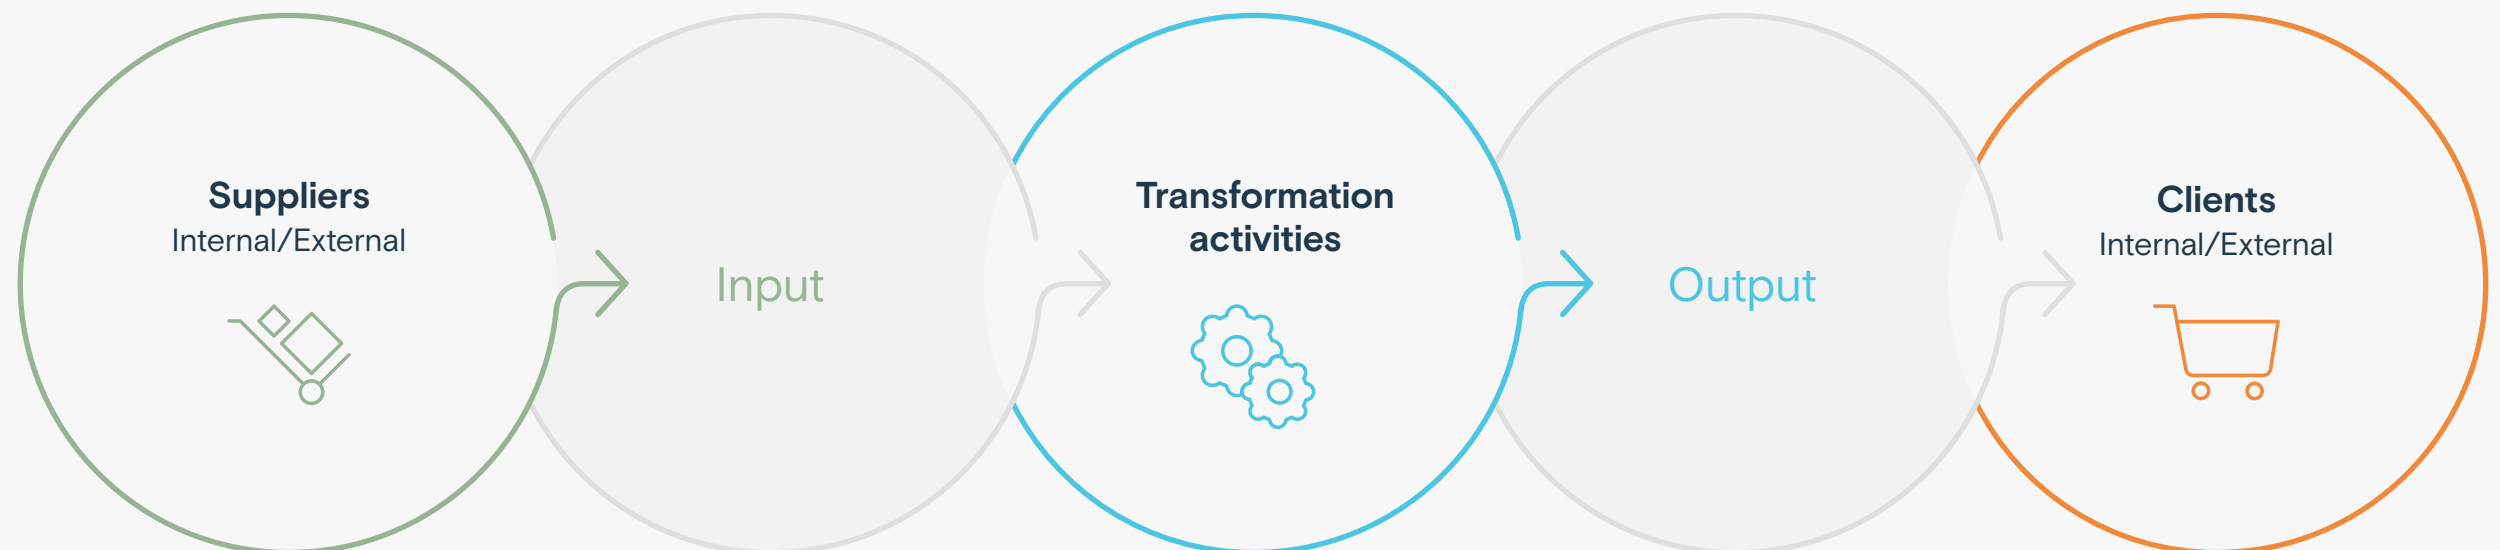 Suppliers
Internal/External
Input
Transformation
activities
Output
Clients
Internal/External